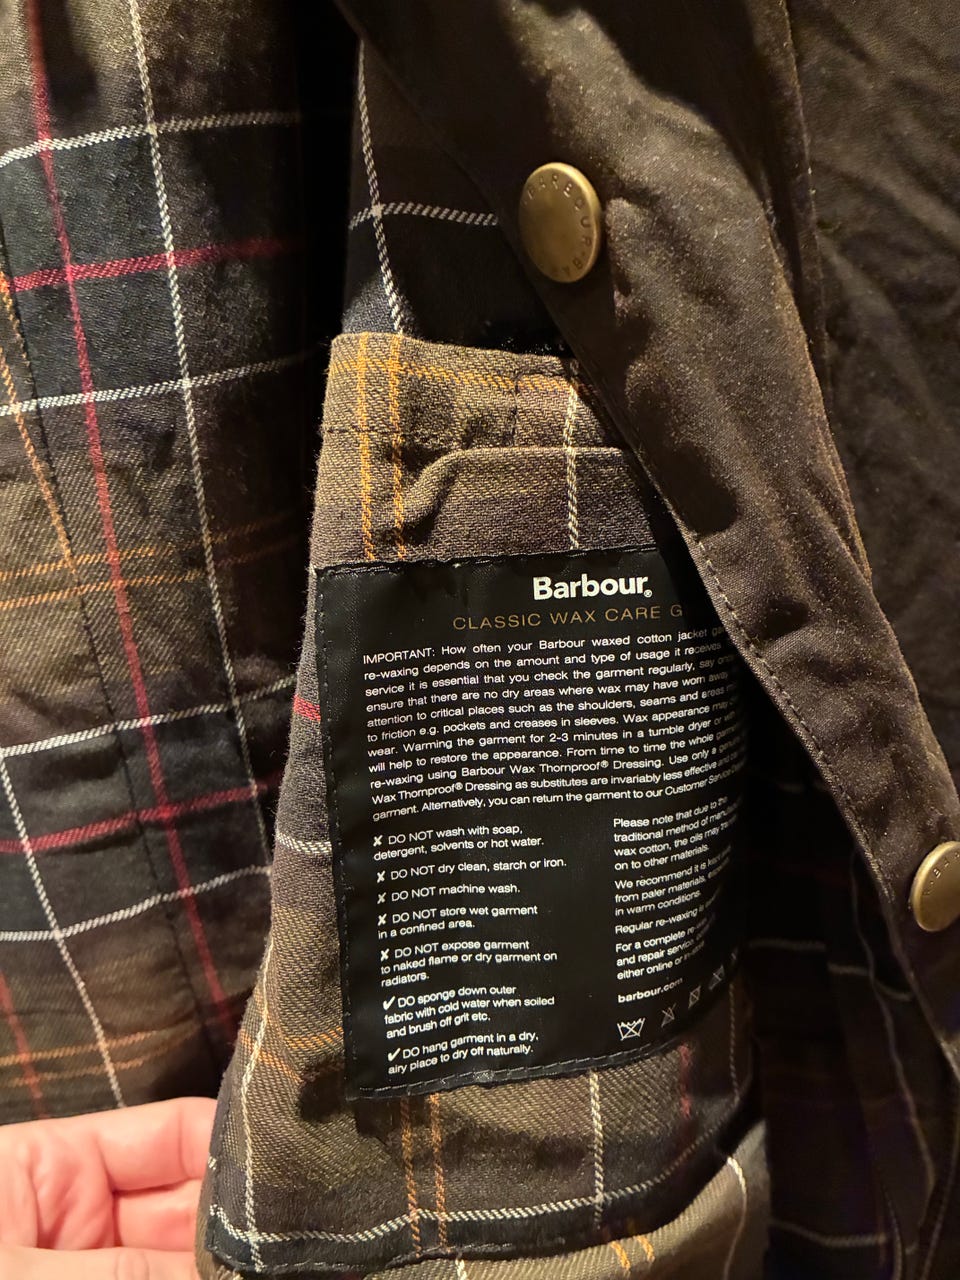 BARBOUR BA
Barbour®
CLASSIC WAX CARE G
IMPORTANT: How often your Barbour waxed cotton jacket
re-waxing depends on the amount and type of usage it receives.
service it is essential that you check the garment regularly, say once
ensure that there are no dry areas where wax may have worn away
attention to critical places such as the shoulders, seams and areas
to friction e.g. pockets and creases in sleeves. Wax appearance may
wear. Warming the garment for 2-3 minutes in a tumble dryer or
will help to restore the appearance. From time to time the whole
re-waxing using Barbour Wax Thornproof® Dressing. Use only a
Wax Thornproof® Dressing as substitutes are invariably less effective and
garment. Alternatively, you can return the garment to our Customer Service
✘ DO NOT wash with soap,
detergent, solvents or hot water.
✘ DO NOT dry clean, starch or iron.
✘ DO NOT machine wash.
✘ DO NOT store wet garment
in a confined area.
✘ DO NOT expose garment
to naked flame or dry garment on
radiators.
✔ DO sponge down outer
fabric with cold water when soiled
and brush off grit etc.
✔ DO hang garment in a dry,
airy place to dry off naturally.
Please note that due to the
traditional method of
wax cotton, the oils may
on to other materials.
We recommend it is kept
from paler materials,
in warm conditions.
Regular re-waxing is
For a complete
and repair service
either online or
barbour.com